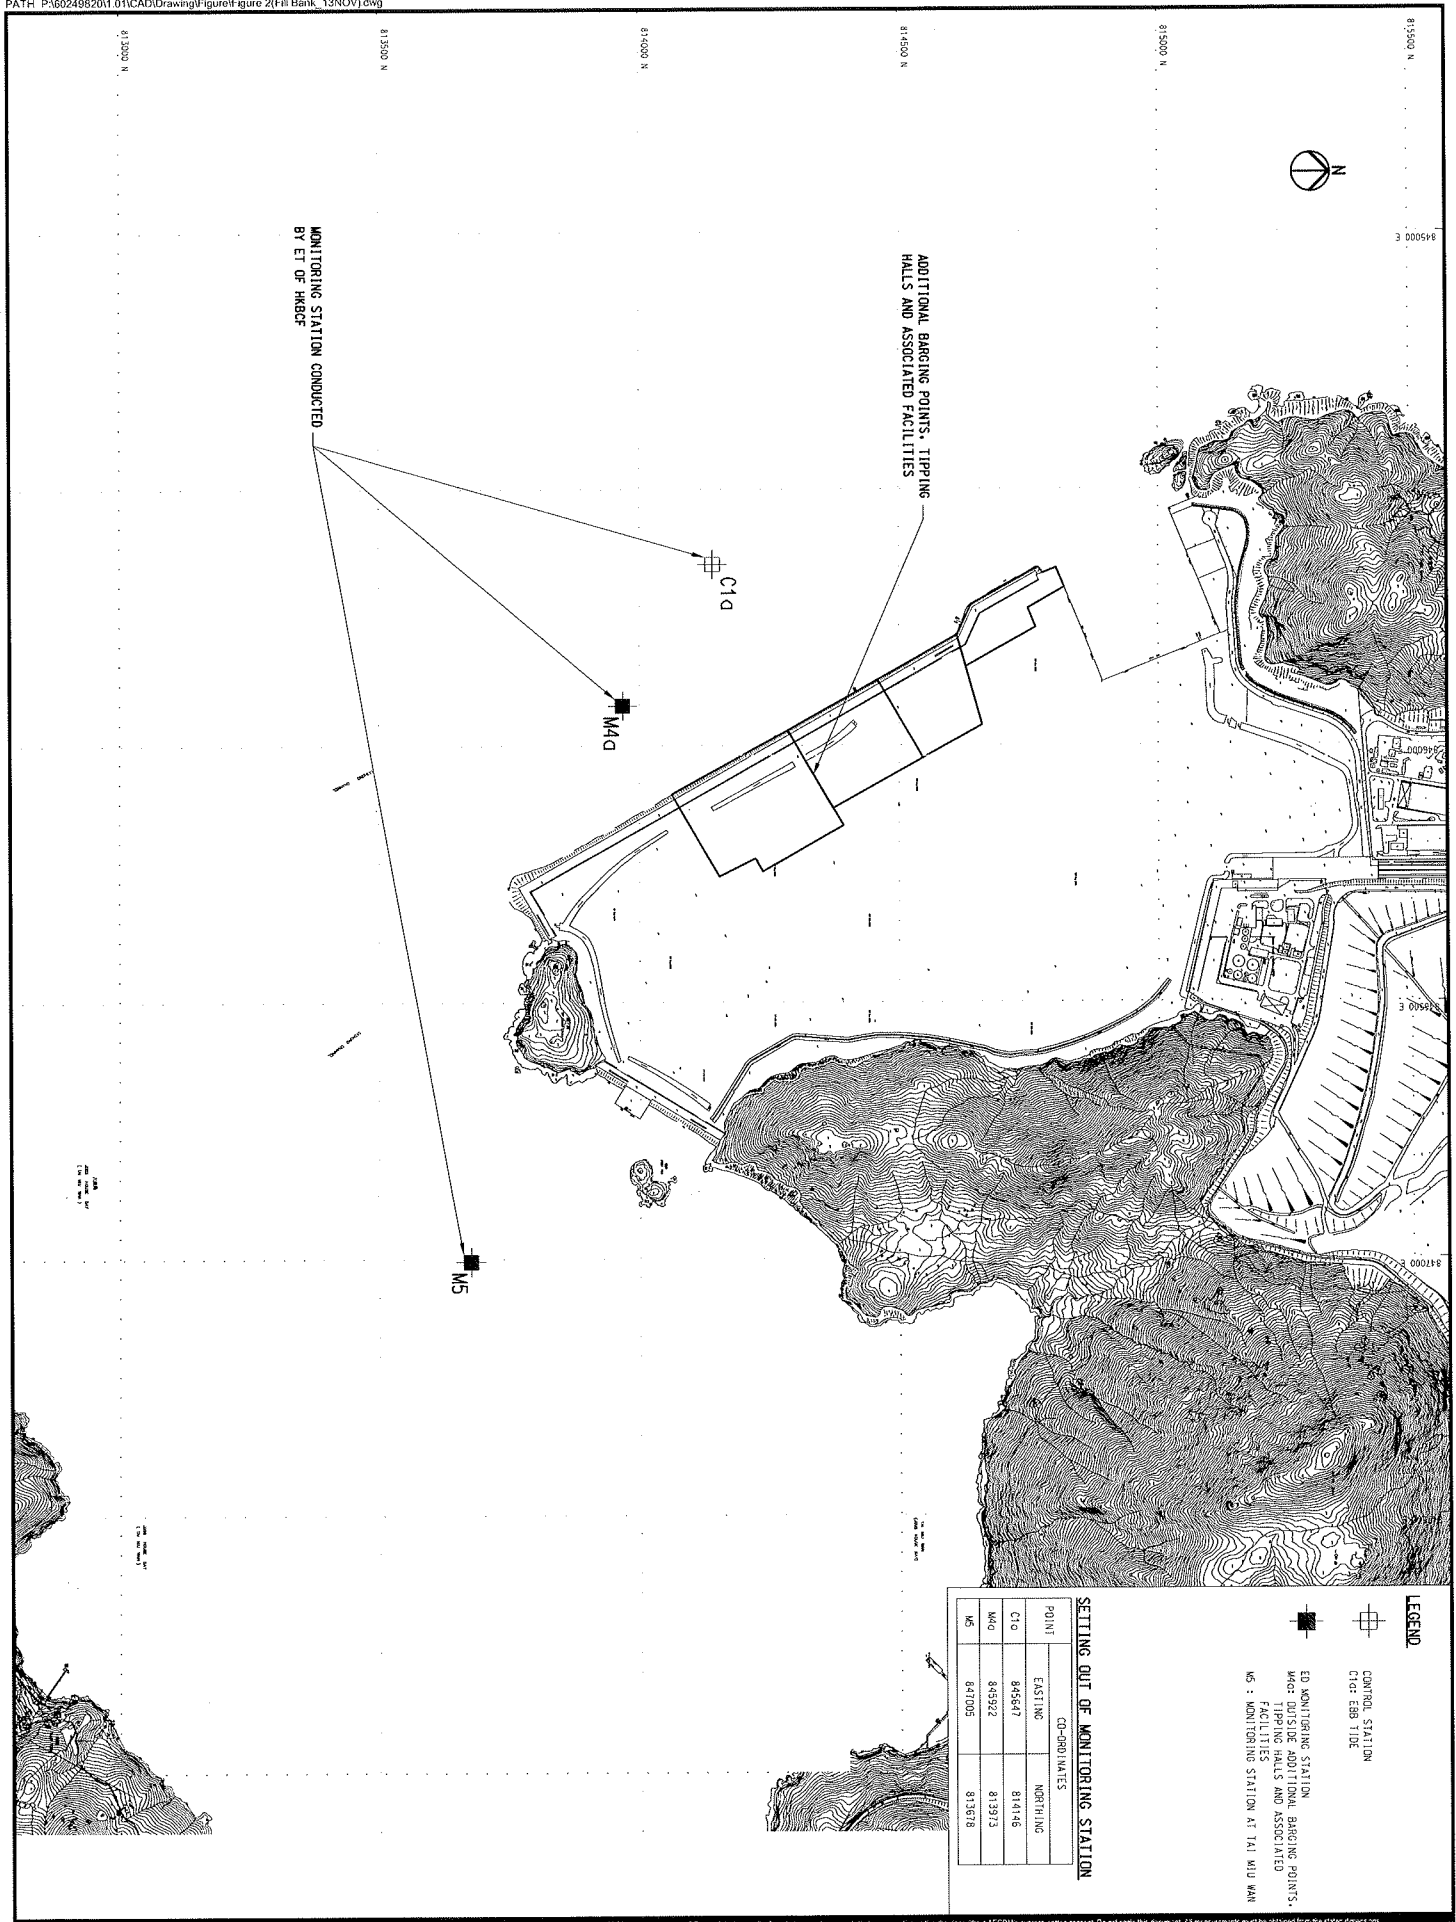 PATH P:\60249820\1.01\CAD\Drawing\Figure\Figure 2(Fill Bank_13NOV).dwg
815500 N
815000 N
814500 N
814000 N
813500 N
813000 N
N
845000 E
846000
846500 E
847000 E
ADDITIONAL BARGING POINTS, TIPPING
HALLS AND ASSOCIATED FACILITIES
MONITORING STATION CONDUCTED
BY ET OF HKBCF
C1a
M4a
M5
LEGEND
CONTROL STATION
C1a: EBB TIDE
ED MONITORING STATION
M4a: OUTSIDE ADDITIONAL BARGING POINTS,
TIPPING HALLS AND ASSOCIATED
FACILITIES
M5 : MONITORING STATION AT TAI MIU WAN
SETTING OUT OF MONITORING STATION
POINT CO-ORDINATES
EASTING NORTHING
C1a 845647 814146
M4a 845922 813973
M5 847005 813678